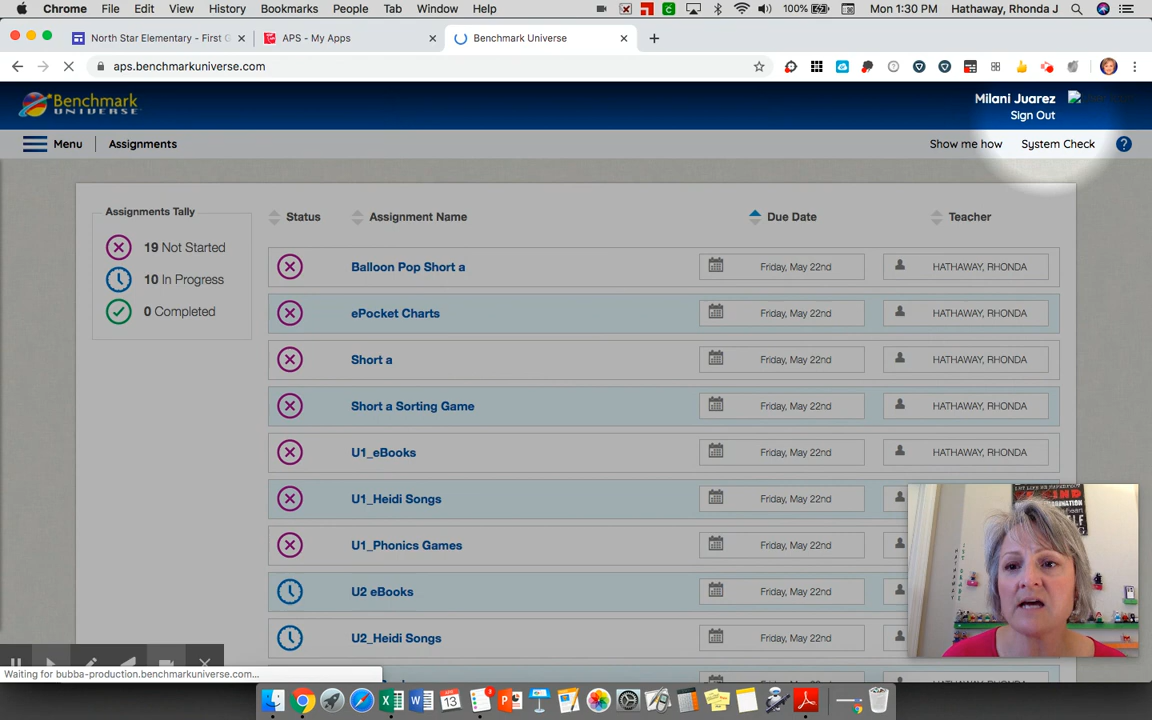 Chrome File Edit View History Bookmarks People Tab Window Help 100% Mon 1:30 PM Hathaway, Rhonda J
North Star Elementary - First G × APS - My Apps × Benchmark Universe × +
aps.benchmarkuniverse.com
Benchmark
UNIVERSE
Milani Juarez
Sign Out
Menu Assignments Show me how System Check ?
Assignments Tally
19 Not Started
10 In Progress
0 Completed
Status Assignment Name Due Date Teacher
Balloon Pop Short a Friday, May 22nd HATHAWAY, RHONDA
ePocket Charts Friday, May 22nd HATHAWAY, RHONDA
Short a Friday, May 22nd HATHAWAY, RHONDA
Short a Sorting Game Friday, May 22nd HATHAWAY, RHONDA
U1_eBooks Friday, May 22nd HATHAWAY, RHONDA
U1_Heidi Songs Friday, May 22nd
U1_Phonics Games Friday, May 22nd
U2 eBooks Friday, May 22nd
U2_Heidi Songs Friday, May 22nd
Waiting for bubba-production.benchmarkuniverse.com...